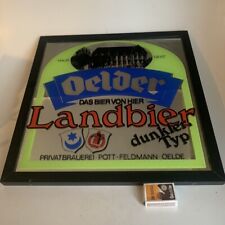 Oelder
DAS BIER VON HIER
Landbier
dunkler
Typ
PRIVATBRAUEREI · POTT-FELDMANN · OELDE